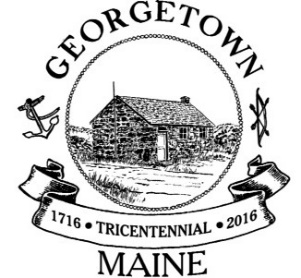 GEORGETOWN
1716 • TRICENTENNIAL • 2016
MAINE